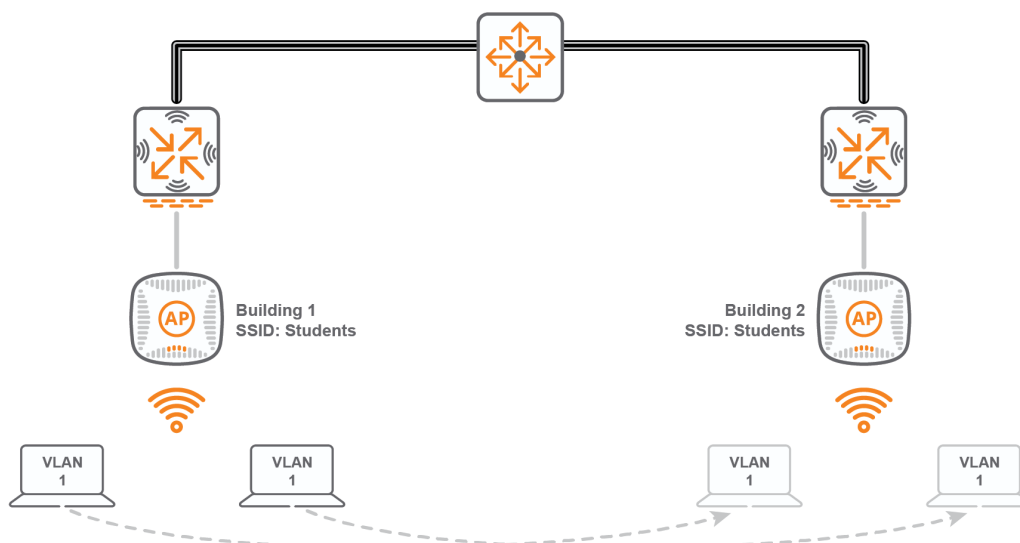 AP
Building 1
SSID: Students
Building 2
SSID: Students
AP
VLAN
1
VLAN
1
VLAN
1
VLAN
1